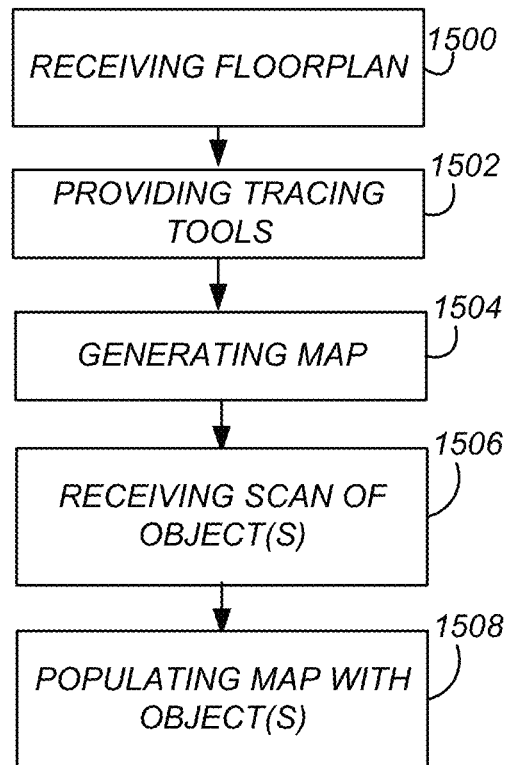 1500
RECEIVING FLOORPLAN
1502
PROVIDING TRACING
TOOLS
1504
GENERATING MAP
1506
RECEIVING SCAN OF
OBJECT(S)
1508
POPULATING MAP WITH
OBJECT(S)